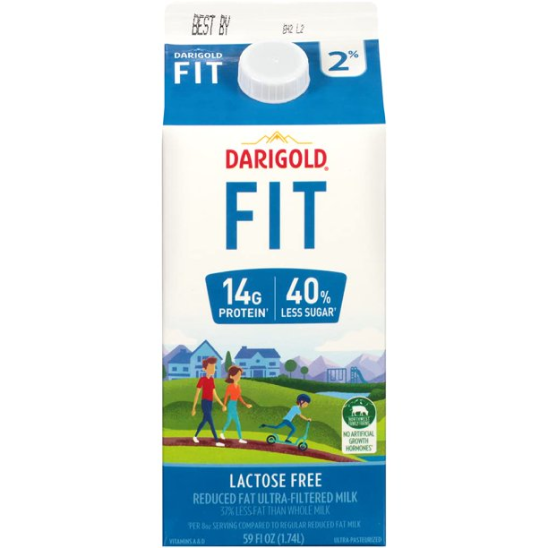 BEST BY
8H2 L2
DARIGOLD
FIT
2%
DARIGOLD®
FIT
14G
PROTEIN†
40%
LESS SUGAR†
NO ARTIFICIAL
GROWTH
HORMONES*
LACTOSE FREE
REDUCED FAT ULTRA-FILTERED MILK
37% LESS FAT THAN WHOLE MILK
†PER 8oz SERVING COMPARED TO REGULAR REDUCED FAT MILK
VITAMINS A & D
59 FL OZ (1.74L)
ULTRA-PASTEURIZED